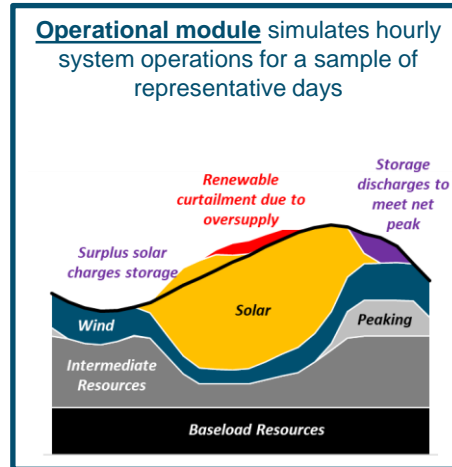 Operational module simulates hourly
system operations for a sample of
representative days
Renewable
curtailment due to
oversupply
Storage
discharges to
meet net
peak
Surplus solar
charges storage
Solar
Wind
Peaking
Intermediate
Resources
Baseload Resources